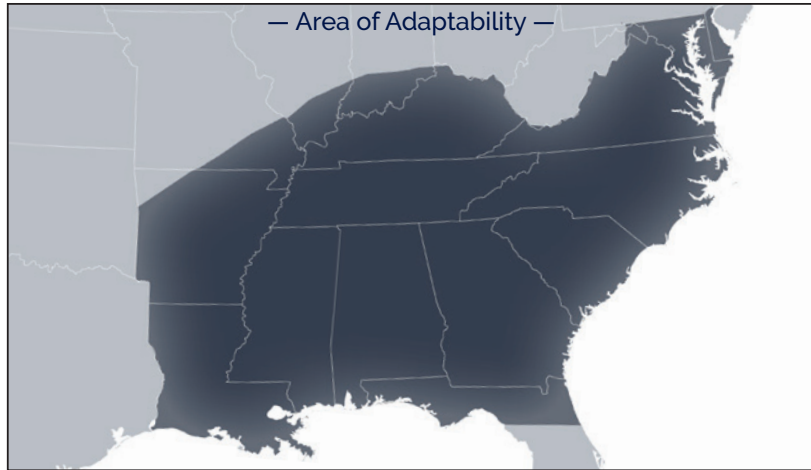 — Area of Adaptability —